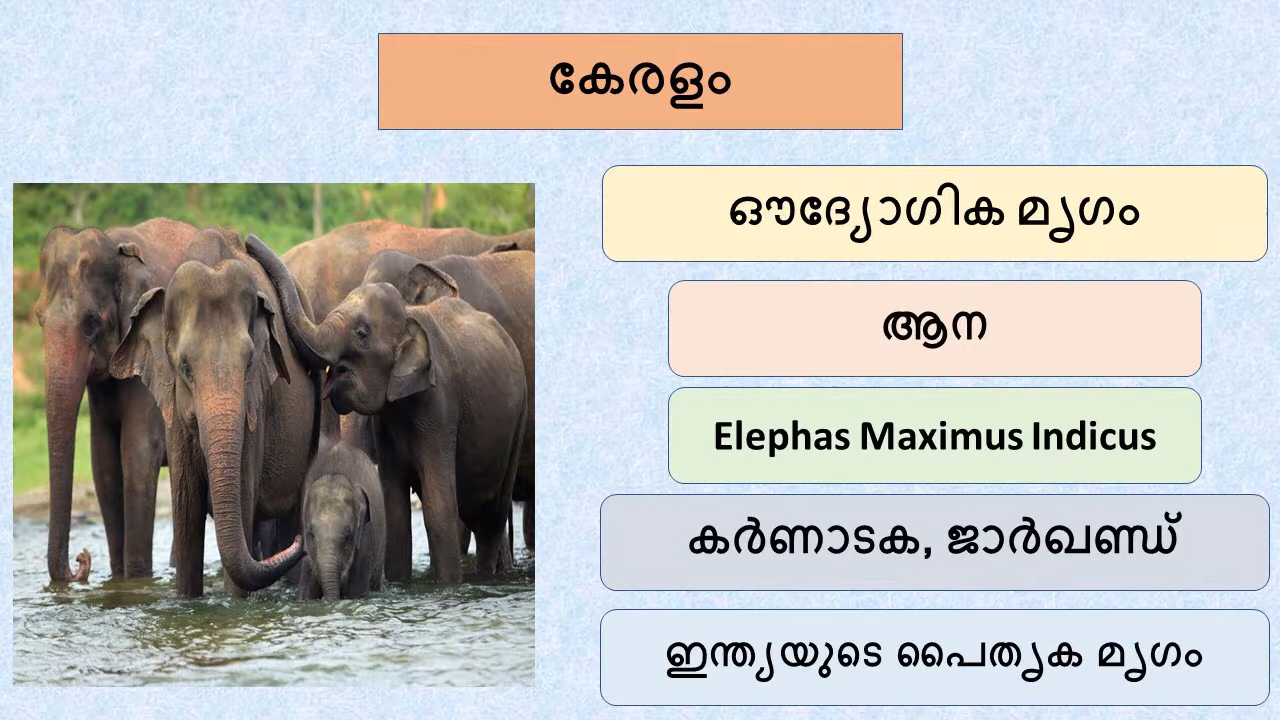 കേരളം
ഔദ്യോഗിക മൃഗം
ആന
Elephas Maximus Indicus
കർണാടക, ജാർഖണ്ഡ്
ഇന്ത്യയുടെ പൈതൃക മൃഗം